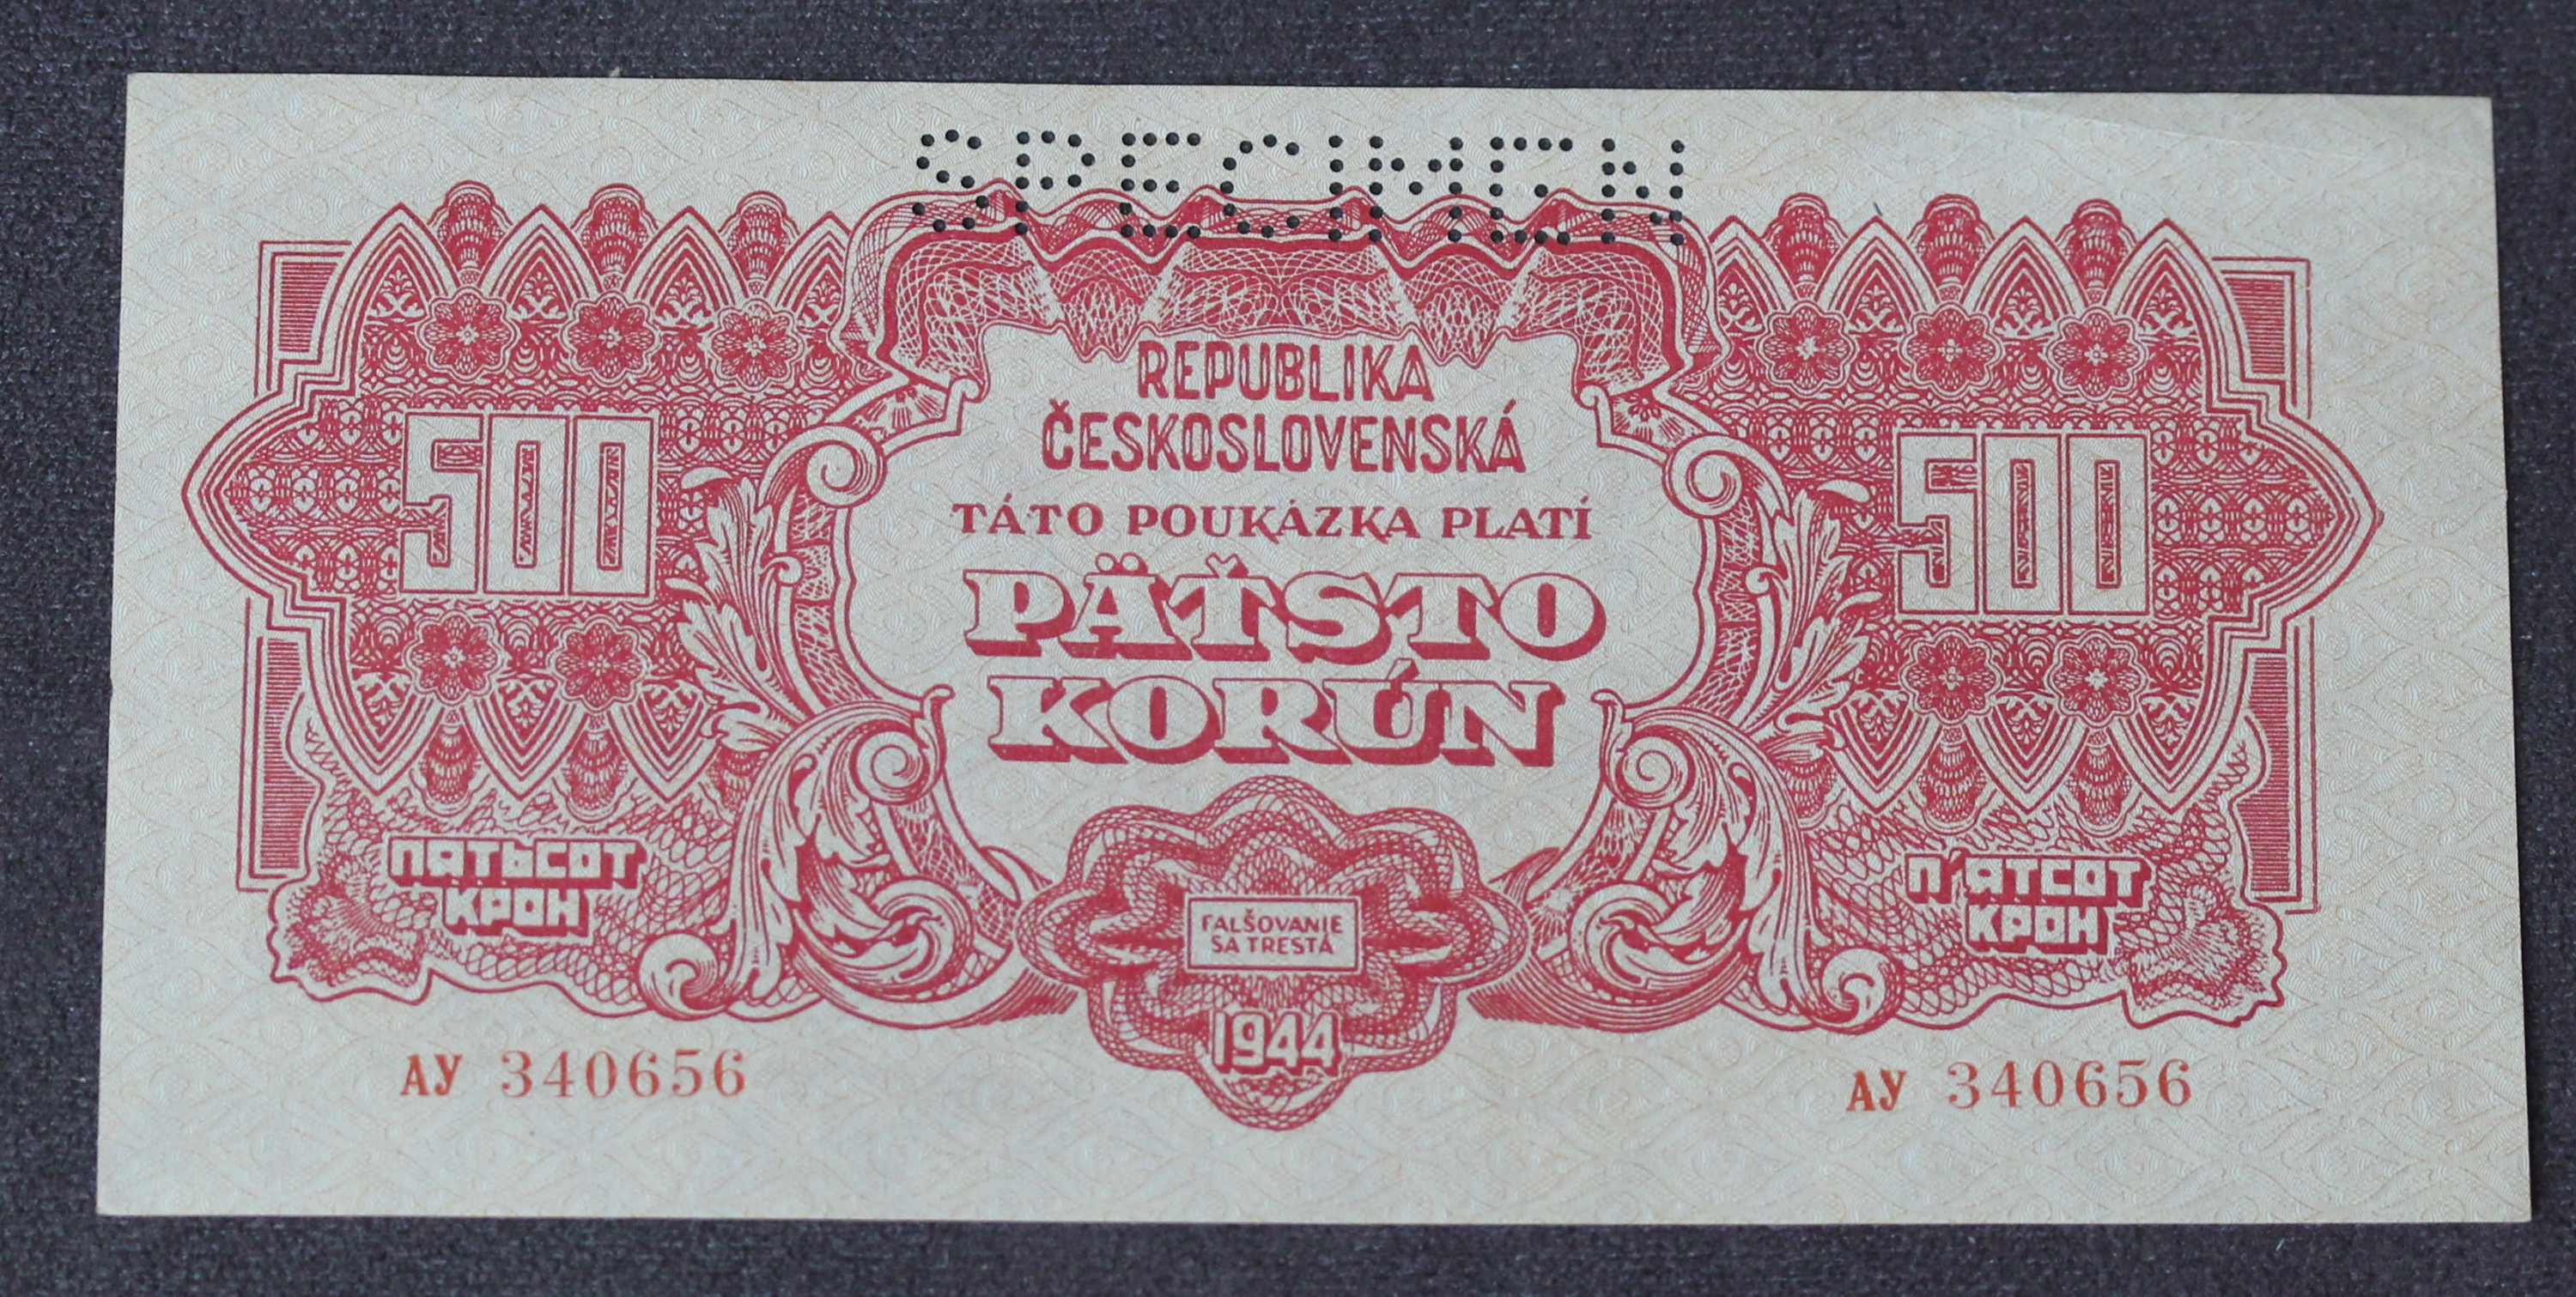 SPECIMEN
REPUBLIKA
ČESKOSLOVENSKÁ
TÁTO POUKÁZKA PLATÍ
PÄŤSTO
KORÚN
500
500
ПЯТЬСОТ
КРОН
П'ЯТСОТ
КРОН
FALŠOVANIE
SA TRESTÁ
1944
АУ 340656
АУ 340656